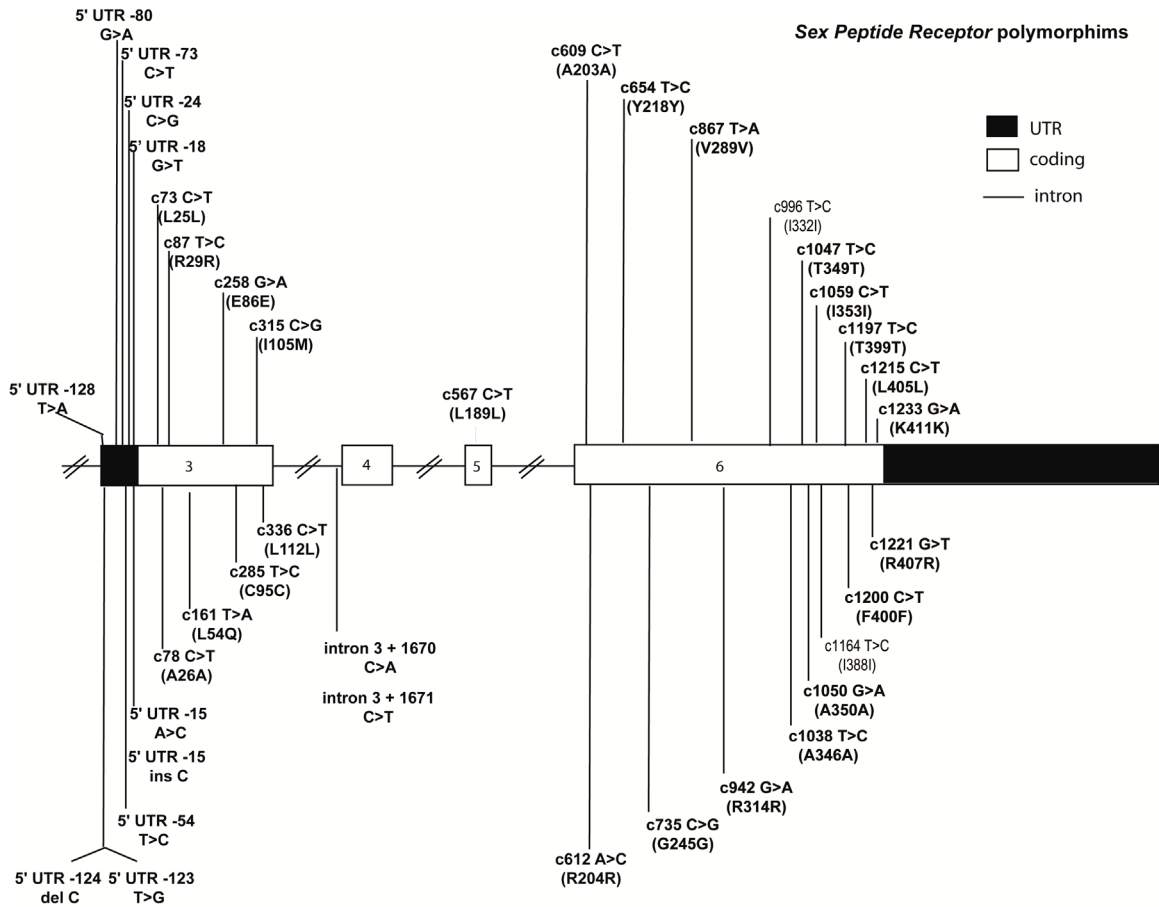 Sex Peptide Receptor polymorphims
UTR
coding
intron
5' UTR -80
G>A
5' UTR -73
C>T
5' UTR -24
C>G
5' UTR -18
G>T
c73 C>T
(L25L)
c87 T>C
(R29R)
c258 G>A
(E86E)
c315 C>G
(I105M)
5' UTR -128
T>A
c567 C>T
(L189L)
c609 C>T
(A203A)
c654 T>C
(Y218Y)
c867 T>A
(V289V)
c996 T>C
(I332I)
c1047 T>C
(T349T)
c1059 C>T
(I353I)
c1197 T>C
(T399T)
c1215 C>T
(L405L)
c1233 G>A
(K411K)
3
4
5
6
c336 C>T
(L112L)
c285 T>C
(C95C)
c161 T>A
(L54Q)
c78 C>T
(A26A)
5' UTR -15
A>C
5' UTR -15
ins C
5' UTR -54
T>C
5' UTR -124
del C
5' UTR -123
T>G
intron 3 + 1670
C>A
intron 3 + 1671
C>T
c1221 G>T
(R407R)
c1200 C>T
(F400F)
c1164 T>C
(I388I)
c1050 G>A
(A350A)
c1038 T>C
(A346A)
c942 G>A
(R314R)
c735 C>G
(G245G)
c612 A>C
(R204R)